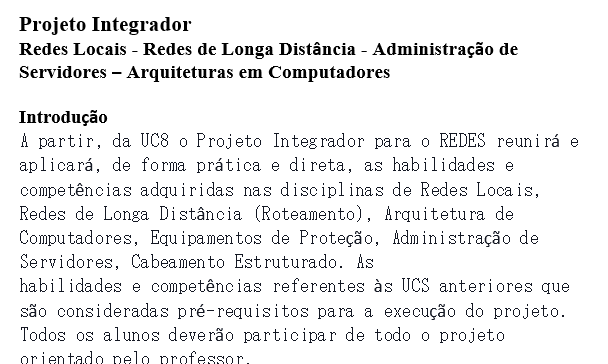 Projeto Integrador
Redes Locais - Redes de Longa Distância - Administração de
Servidores – Arquiteturas em Computadores
Introdução
A partir, da UC8 o Projeto Integrador para o REDES reunirá e
aplicará, de forma prática e direta, as habilidades e
competências adquiridas nas disciplinas de Redes Locais,
Redes de Longa Distância (Roteamento), Arquitetura de
Computadores, Equipamentos de Proteção, Administração de
Servidores, Cabeamento Estruturado. As
habilidades e competências referentes às UCS anteriores que
são consideradas pré-requisitos para a execução do projeto.
Todos os alunos deverão participar de todo o projeto
orientado pelo professor.